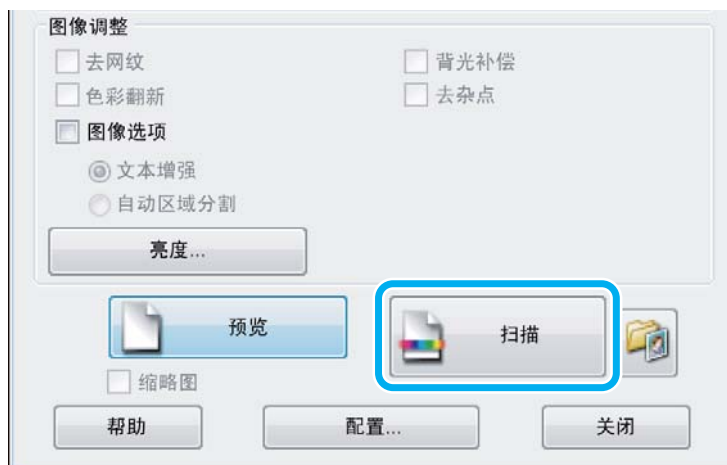 图像调整
去网纹 背光补偿
色彩翻新 去杂点
图像选项
文本增强
自动区域分割
亮度...
预览 扫描
缩略图
帮助 配置... 关闭